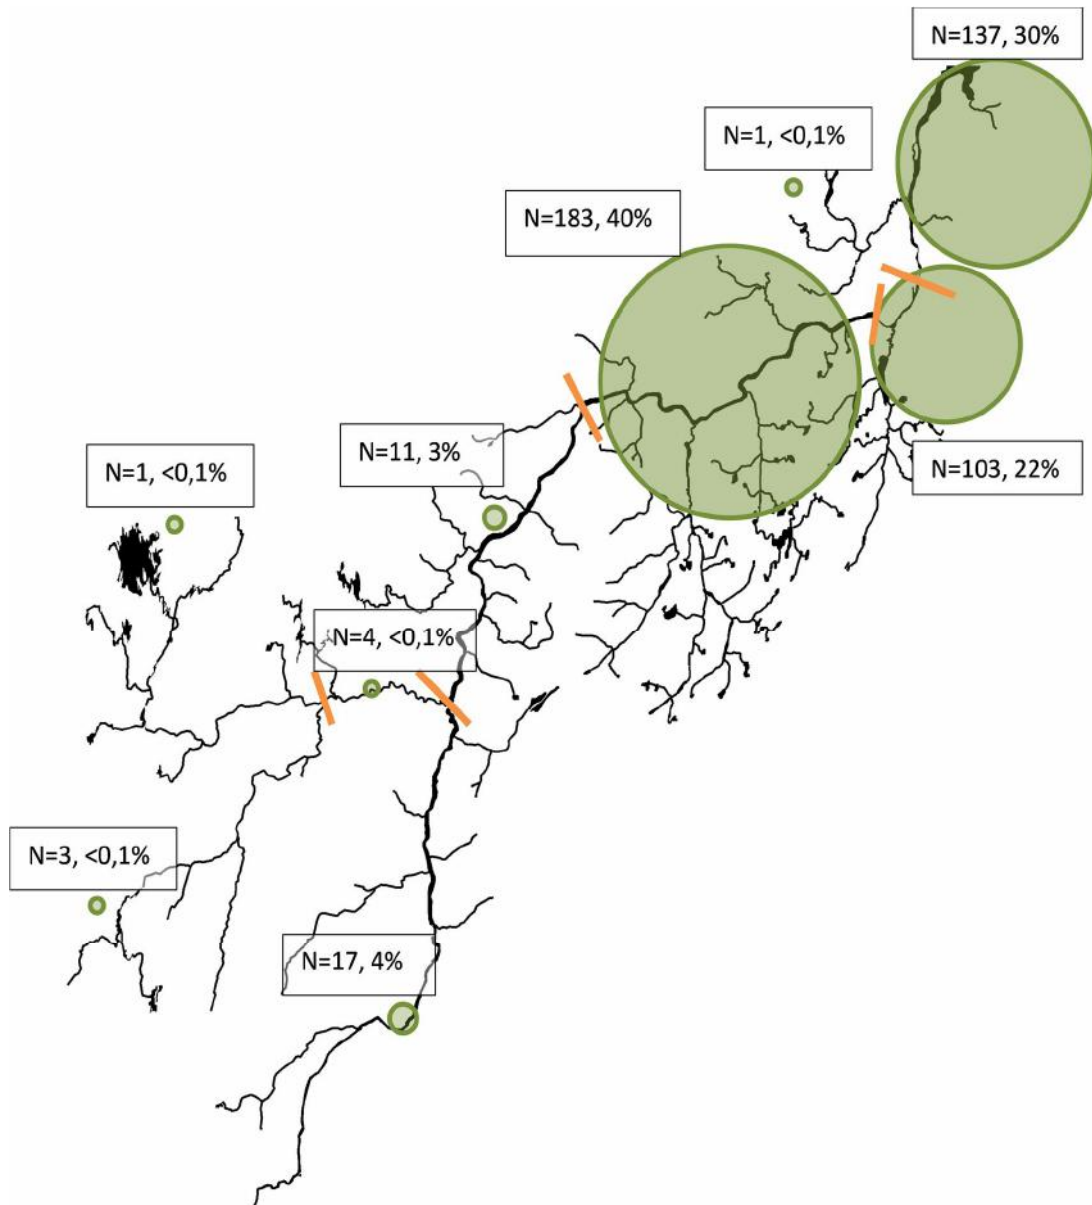 N=137, 30%
N=1, <0,1%
N=183, 40%
N=11, 3%
N=1, <0,1%
N=103, 22%
N=4, <0,1%
N=3, <0,1%
N=17, 4%